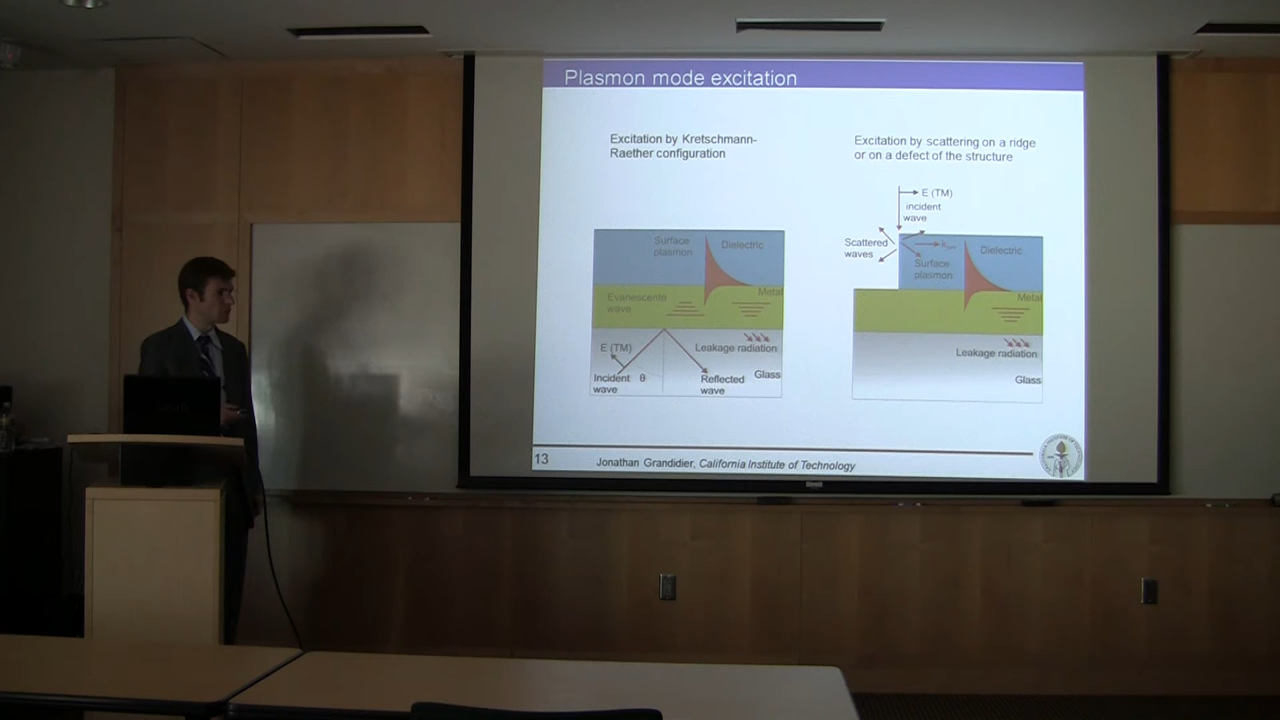 Plasmon mode excitation
Excitation by Kretschmann-
Raether configuration
Surface
plasmon
Dielectric
Evanescente
wave
Metal
E (TM)
Leakage radiation
Incident
wave
θ
Reflected
wave
Glass
Excitation by scattering on a ridge
or on a defect of the structure
E (TM)
incident
wave
Scattered
waves
Dielectric
Surface
plasmon
Metal
Leakage radiation
Glass
13
Jonathan Grandidier, California Institute of Technology